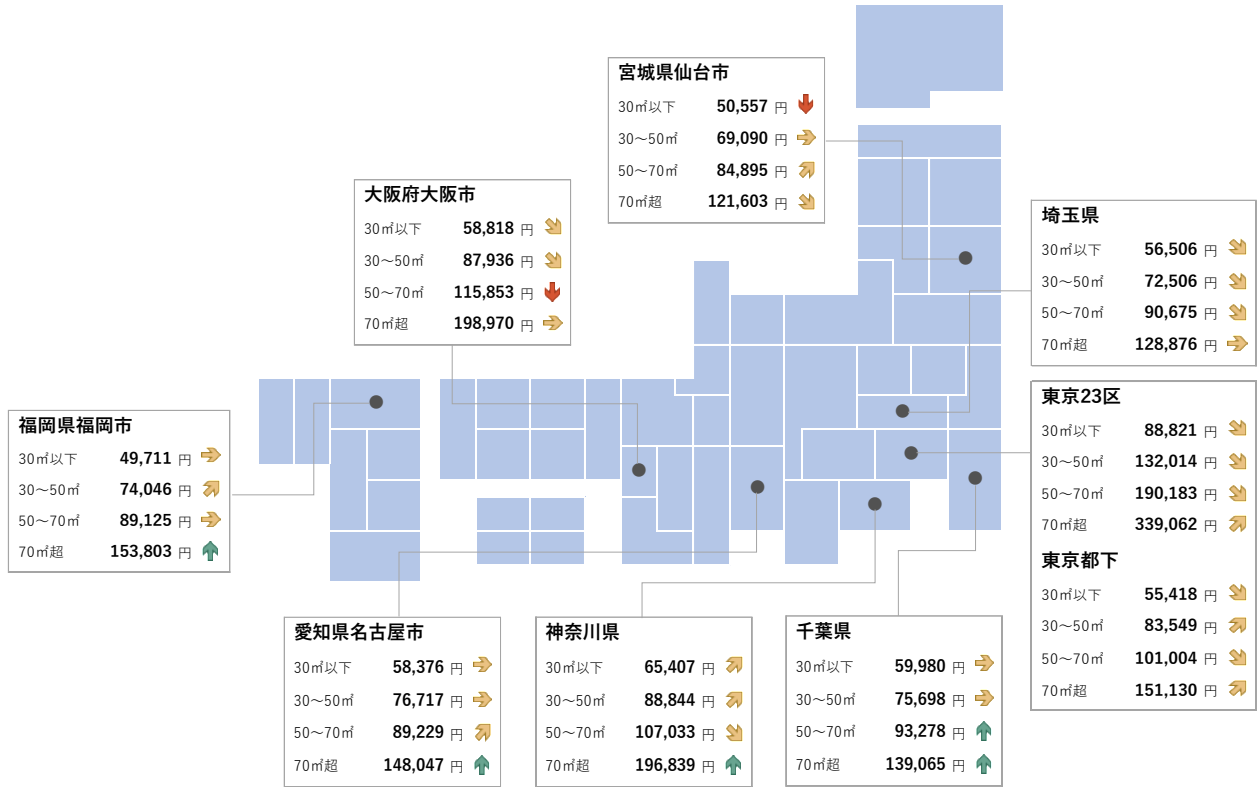 宮城県仙台市
30㎡以下 50,557 円
30～50㎡ 69,090 円
50～70㎡ 84,895 円
70㎡超 121,603 円
大阪府大阪市
30㎡以下 58,818 円
30～50㎡ 87,936 円
50～70㎡ 115,853 円
70㎡超 198,970 円
埼玉県
30㎡以下 56,506 円
30～50㎡ 72,506 円
50～70㎡ 90,675 円
70㎡超 128,876 円
福岡県福岡市
30㎡以下 49,711 円
30～50㎡ 74,046 円
50～70㎡ 89,125 円
70㎡超 153,803 円
東京23区
30㎡以下 88,821 円
30～50㎡ 132,014 円
50～70㎡ 190,183 円
70㎡超 339,062 円
東京都下
30㎡以下 55,418 円
30～50㎡ 83,549 円
50～70㎡ 101,004 円
70㎡超 151,130 円
愛知県名古屋市
30㎡以下 58,376 円
30～50㎡ 76,717 円
50～70㎡ 89,229 円
70㎡超 148,047 円
神奈川県
30㎡以下 65,407 円
30～50㎡ 88,844 円
50～70㎡ 107,033 円
70㎡超 196,839 円
千葉県
30㎡以下 59,980 円
30～50㎡ 75,698 円
50～70㎡ 93,278 円
70㎡超 139,065 円